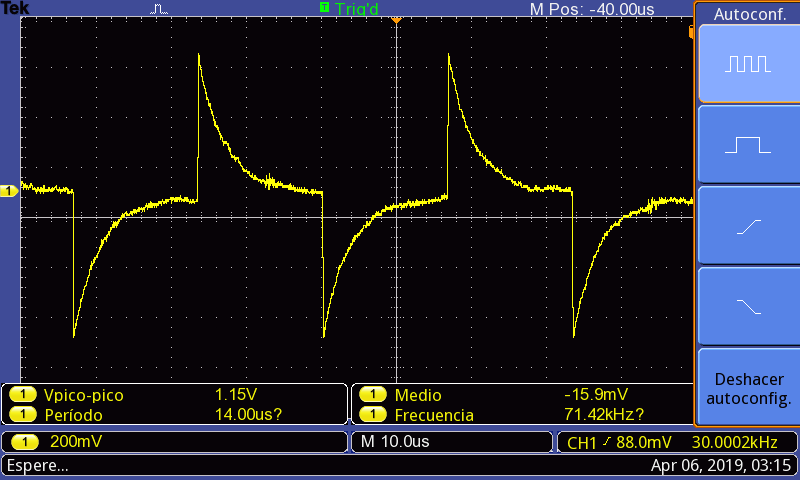 Tek T Trig'd M Pos: -40.00us Autoconf.
1
1 Vpico-pico 1.15V 1 Medio -15.9mV
1 Período 14.00us? 1 Frecuencia 71.42kHz?
Deshacer
autoconfig.
1 200mV M 10.0us CH1 88.0mV 30.0002kHz
Espere... Apr 06, 2019, 03:15